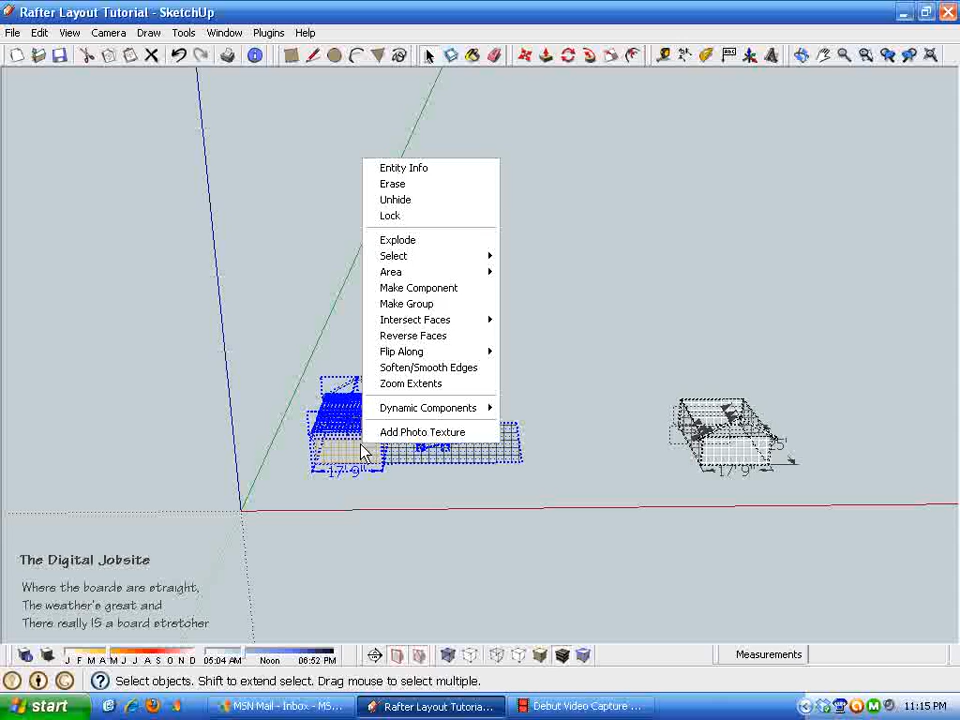 Rafter Layout Tutorial - SketchUp
File Edit View Camera Draw Tools Window Plugins Help
Entity Info
Erase
Unhide
Lock
Explode
Select
Area
Make Component
Make Group
Intersect Faces
Reverse Faces
Flip Along
Soften/Smooth Edges
Zoom Extents
Dynamic Components
Add Photo Texture
17' 9"
17' 9"
The Digital Jobsite
Where the boards are straight,
The weather's great and
There really IS a board stretcher
J F M A M J J A S O N D 05:04 AM Noon 06:52 PM Measurements
Select objects. Shift to extend select. Drag mouse to select multiple.
start MSN Mail - Inbox - MS... Rafter Layout Tutoria... Debut Video Capture ... 11:15 PM